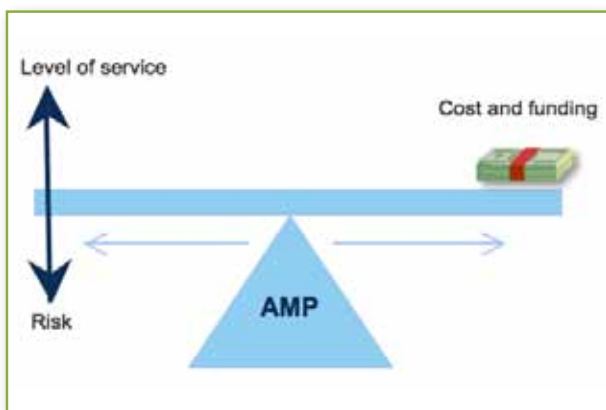 Level of service
Cost and funding
AMP
Risk